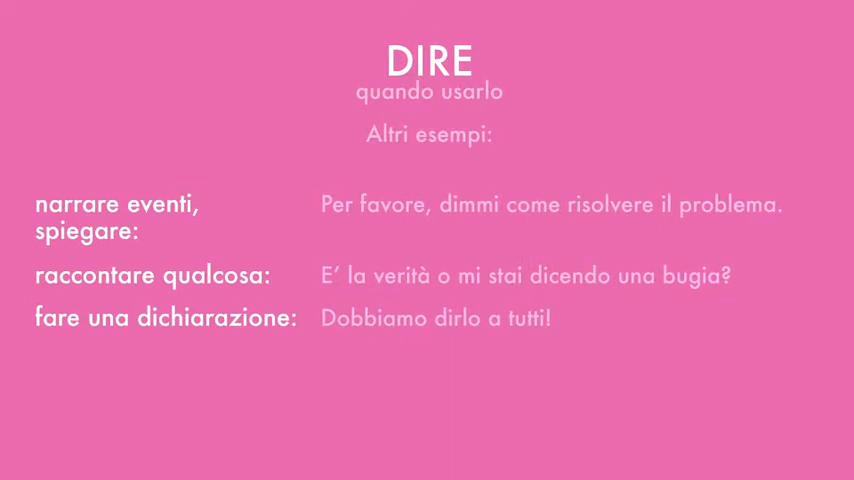 DIRE
quando usarlo
Altri esempi:
narrare eventi, spiegare: Per favore, dimmi come risolvere il problema.
raccontare qualcosa: E’ la verità o mi stai dicendo una bugia?
fare una dichiarazione: Dobbiamo dirlo a tutti!